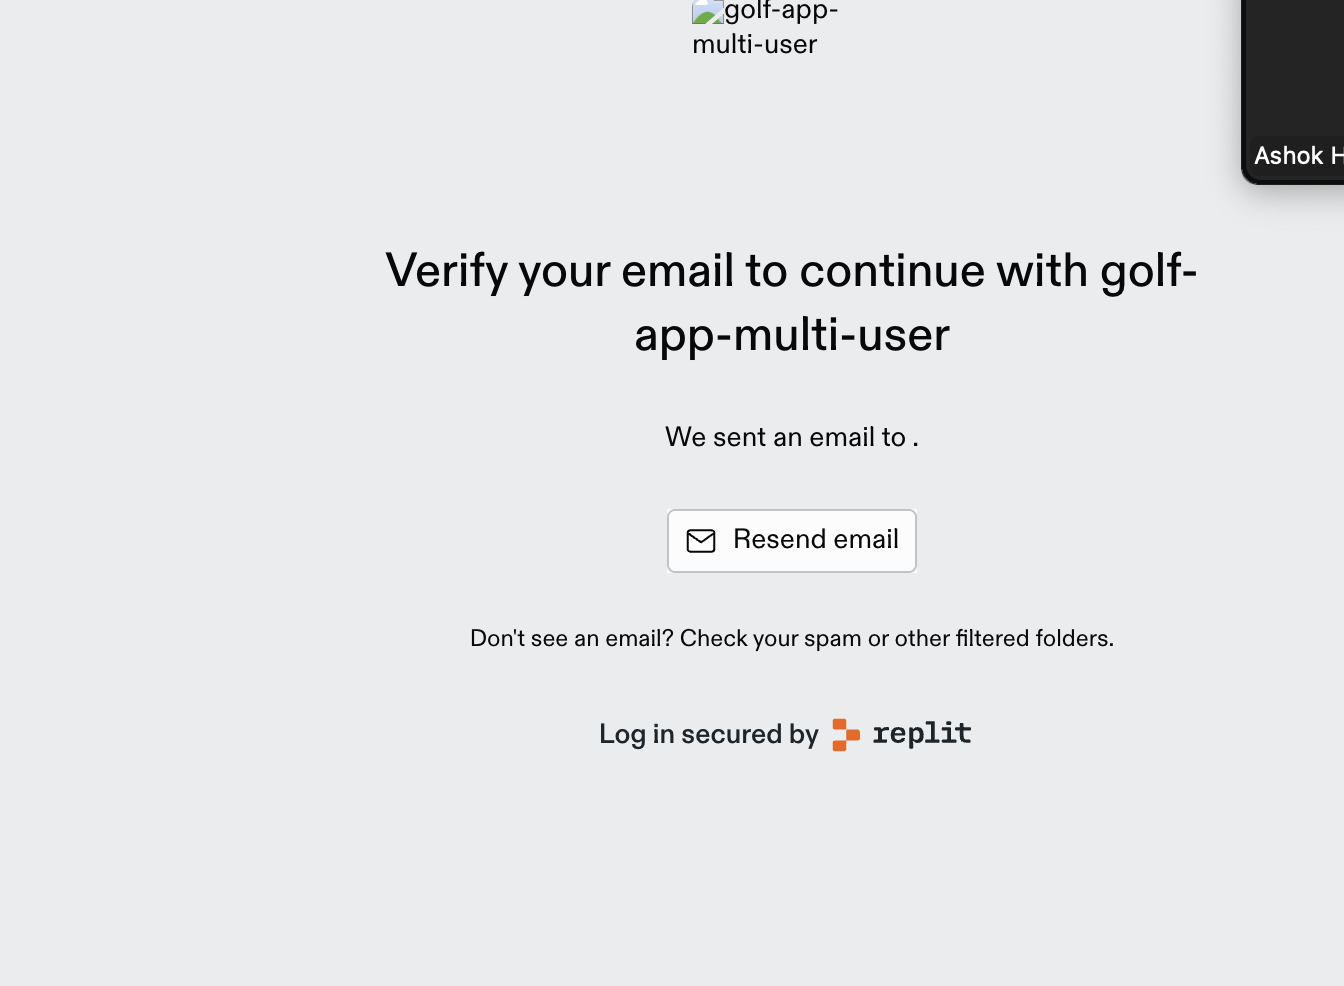 golf-app-
multi-user
Ashok H
Verify your email to continue with golf-
app-multi-user
We sent an email to .
Resend email
Don't see an email? Check your spam or other filtered folders.
Log in secured by replit